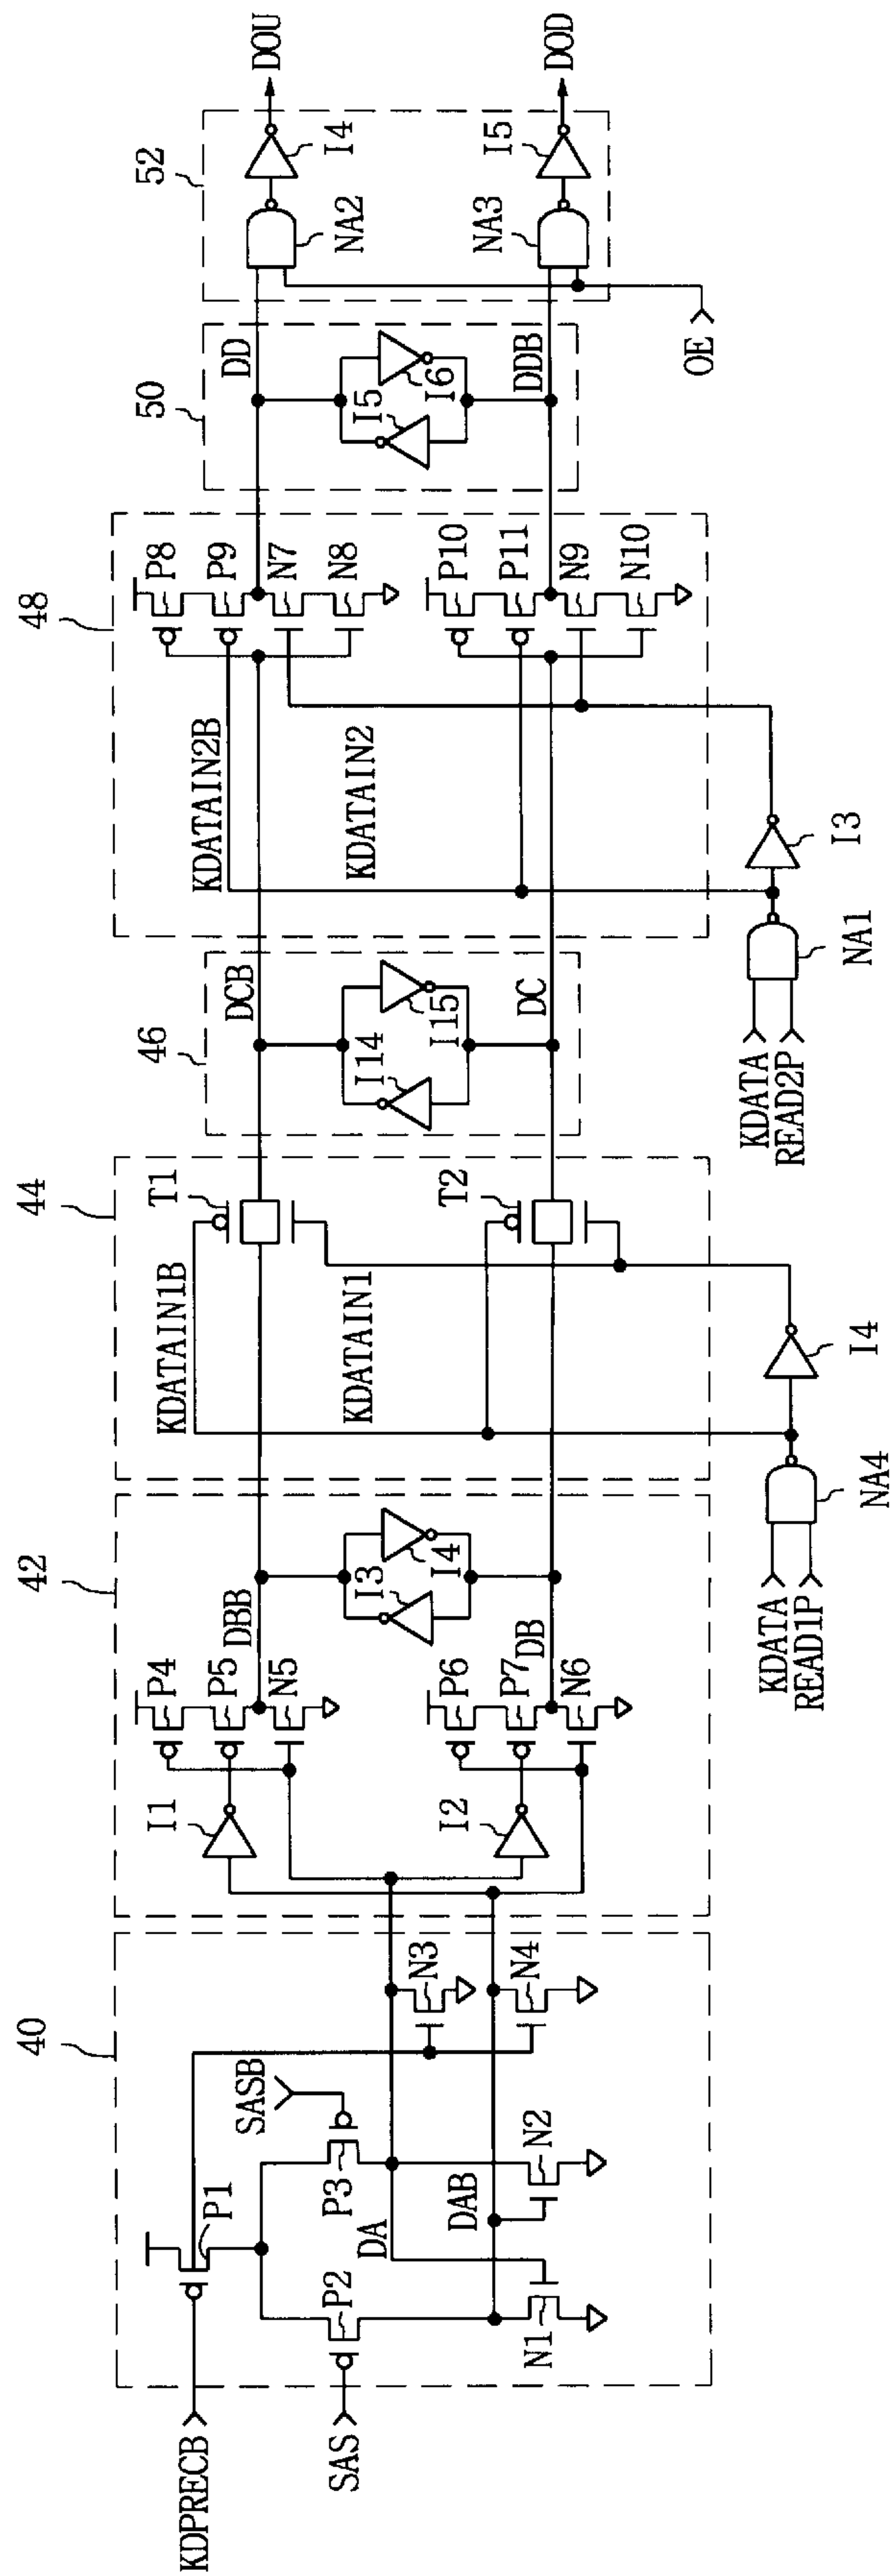 40
42
44
46
48
50
52
KDPRECB
P1
SAS
P2
P3
SASB
DA
DAB
N1
N2
N3
N4
I1
I2
P4
P5
N5
P6
P7
N6
DBB
DB
I3
I4
KDATAIN1B
KDATAIN1
T1
T2
KDATA
READ1P
NA4
I4
DCB
DC
I14
I15
KDATAIN2B
KDATAIN2
P8
P9
N7
N8
P10
P11
N9
N10
KDATA
READ2P
NA1
I3
DD
DDB
I5
I6
NA2
NA3
I4
I5
OE
DOU
DOD